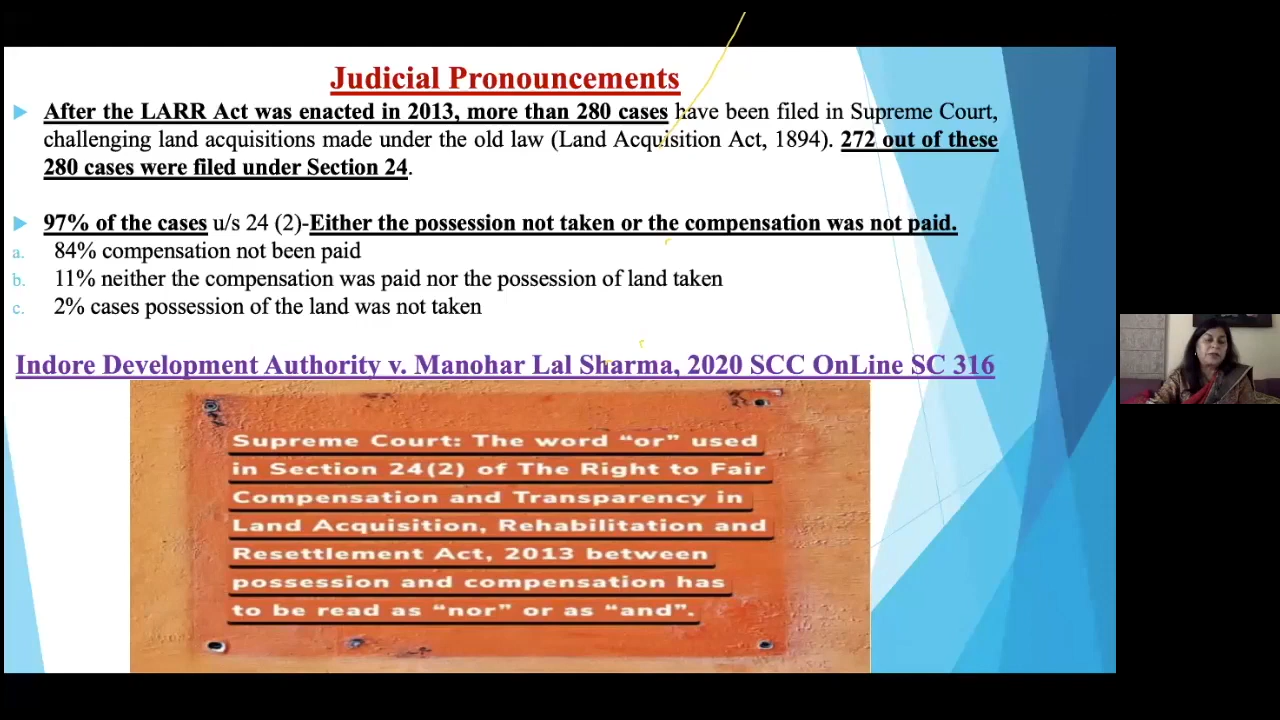 Judicial Pronouncements
After the LARR Act was enacted in 2013, more than 280 cases have been filed in Supreme Court,
challenging land acquisitions made under the old law (Land Acquisition Act, 1894). 272 out of these
280 cases were filed under Section 24.
97% of the cases u/s 24 (2)-Either the possession not taken or the compensation was not paid.
a. 84% compensation not been paid
b. 11% neither the compensation was paid nor the possession of land taken
c. 2% cases possession of the land was not taken
Indore Development Authority v. Manohar Lal Sharma, 2020 SCC OnLine SC 316
Supreme Court: The word “or” used
in Section 24(2) of The Right to Fair
Compensation and Transparency in
Land Acquisition, Rehabilitation and
Resettlement Act, 2013 between
possession and compensation has
to be read as “nor” or as “and”.